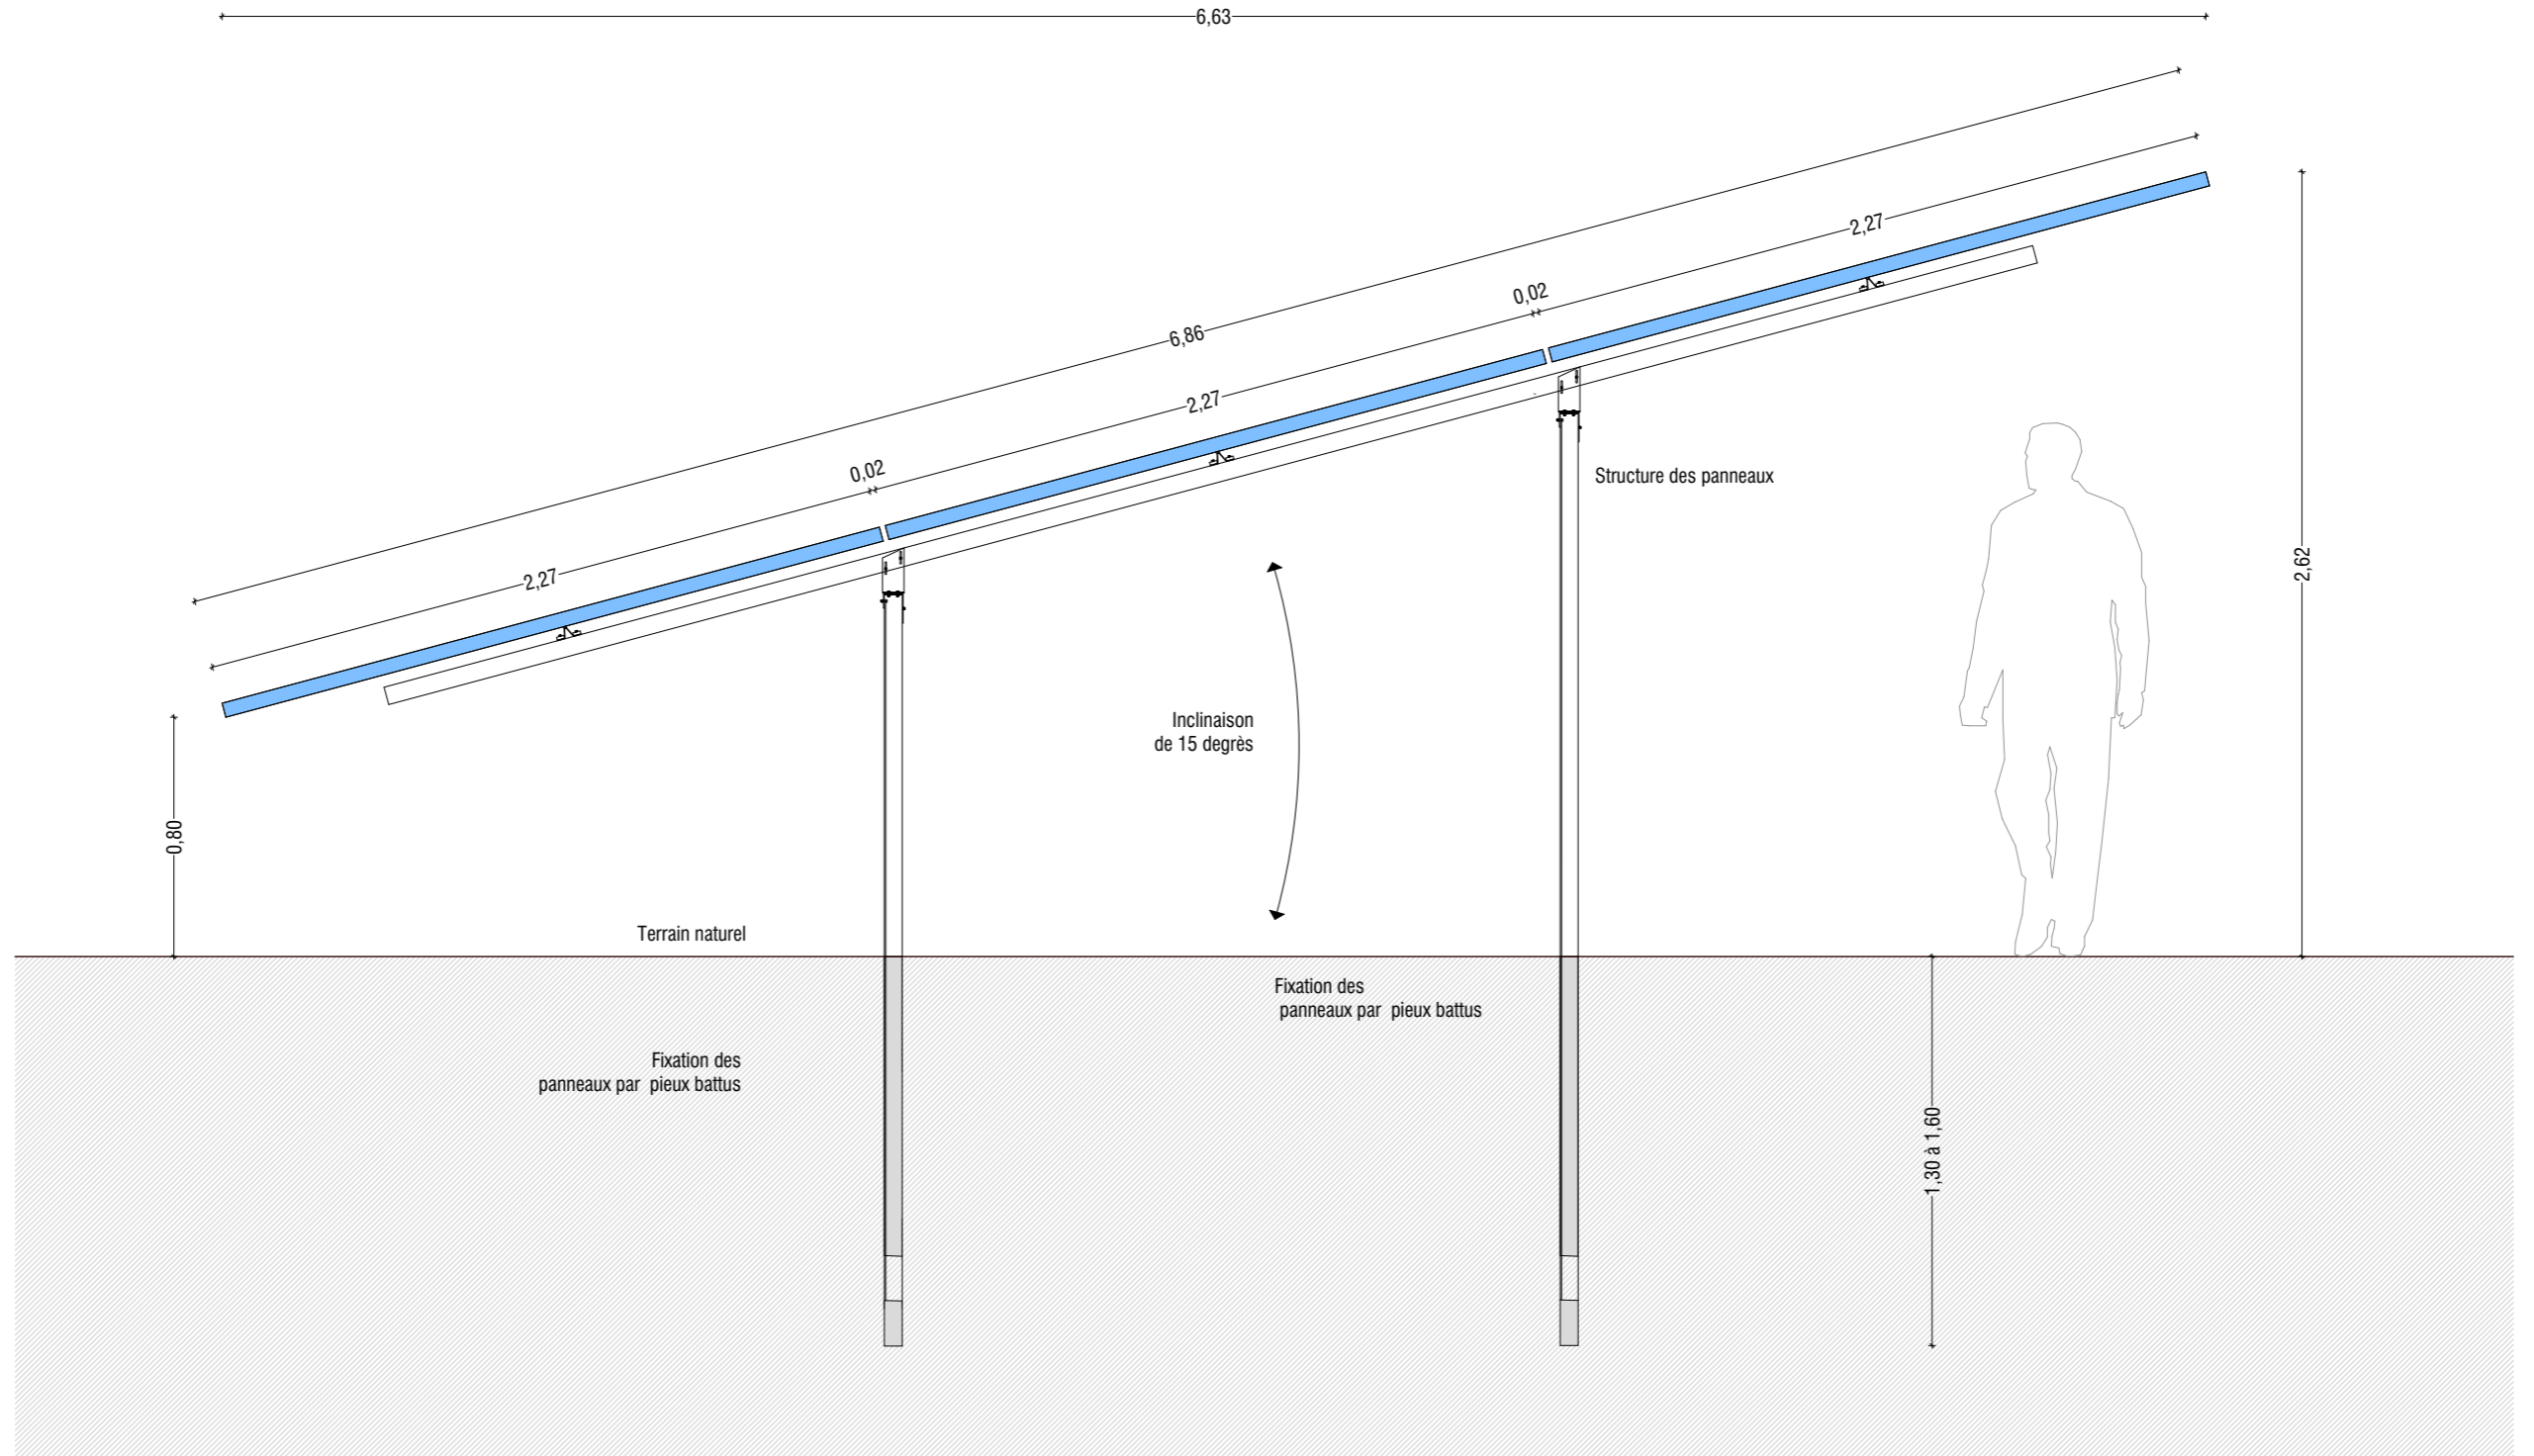 6,63
2,27
0,02
6,86
2,27
0,02
2,27
Structure des panneaux
2,62
Inclinaison
de 15 degrès
0,80
Terrain naturel
Fixation des
panneaux par pieux battus
Fixation des
panneaux par pieux battus
1,30 à 1,60